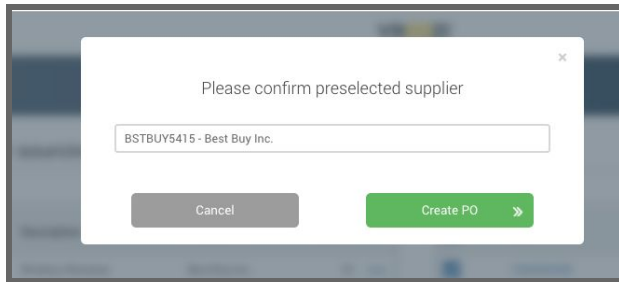 ×
Please confirm preselected supplier
BSTBUY5415 - Best Buy Inc.
Cancel
Create PO »